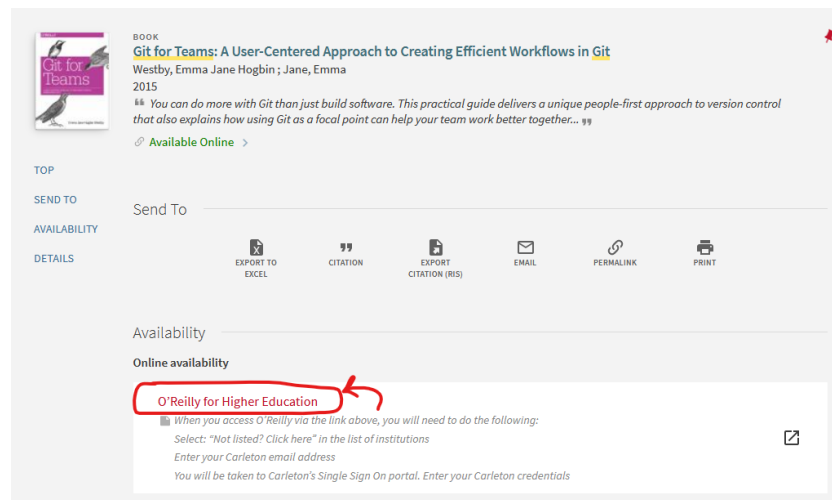 O'REILLY
Git for
Teams
BOOK
Git for Teams: A User-Centered Approach to Creating Efficient Workflows in Git
Westby, Emma Jane Hogbin ; Jane, Emma
2015
" You can do more with Git than just build software. This practical guide delivers a unique people-first approach to version control
that also explains how using Git as a focal point can help your team work better together... "
Available Online >
TOP
SEND TO
AVAILABILITY
DETAILS
Send To
EXPORT TO
EXCEL
CITATION
EXPORT
CITATION (RIS)
EMAIL
PERMALINK
PRINT
Availability
Online availability
O'Reilly for Higher Education
When you access O'Reilly via the link above, you will need to do the following:
Select: "Not listed? Click here" in the list of institutions
Enter your Carleton email address
You will be taken to Carleton's Single Sign On portal. Enter your Carleton credentials